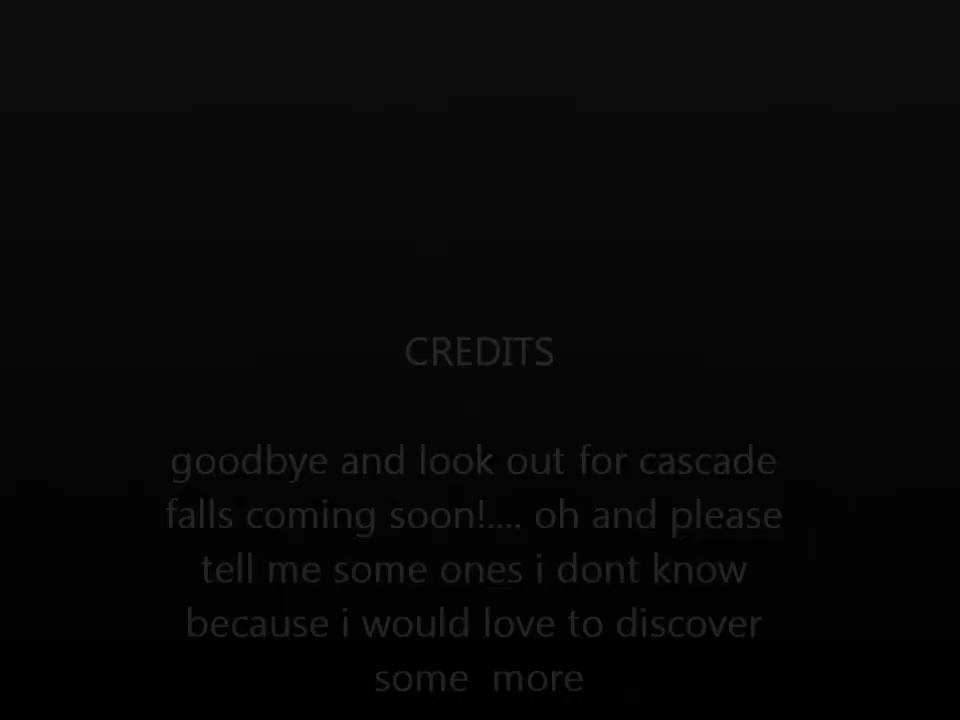 CREDITS
goodbye and look out for cascade
falls coming soon!.... oh and please
tell me some ones i dont know
because i would love to discover
some  more